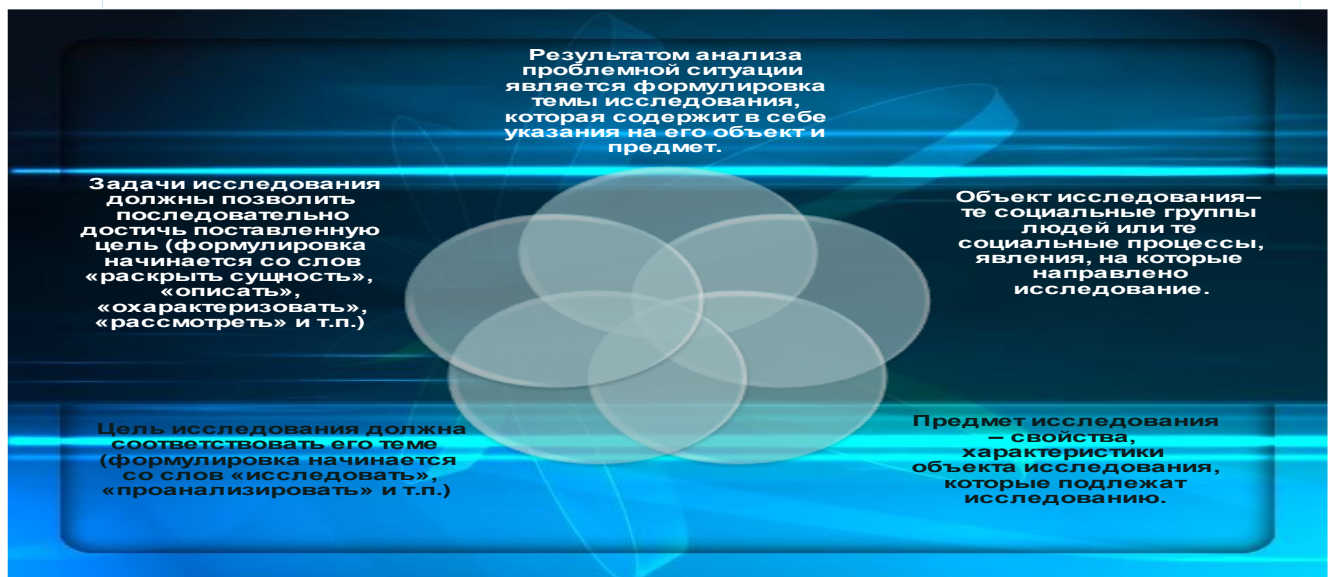 Результатом анализа
проблемной ситуации
является формулировка
темы исследования,
которая содержит в себе
указания на его объект и
предмет.
Объект исследования–
те социальные группы
людей или те
социальные процессы,
явления, на которые
направлено
исследование.
Предмет исследования
– свойства,
характеристики
объекта исследования,
которые подлежат
исследованию.
Цель исследования должна
соответствовать его теме
(формулировка начинается
со слов «исследовать»,
«проанализировать» и т.п.)
Задачи исследования
должны позволить
последовательно
достичь поставленную
цель (формулировка
начинается со слов
«раскрыть сущность»,
«описать»,
«охарактеризовать»,
«рассмотреть» и т.п.)